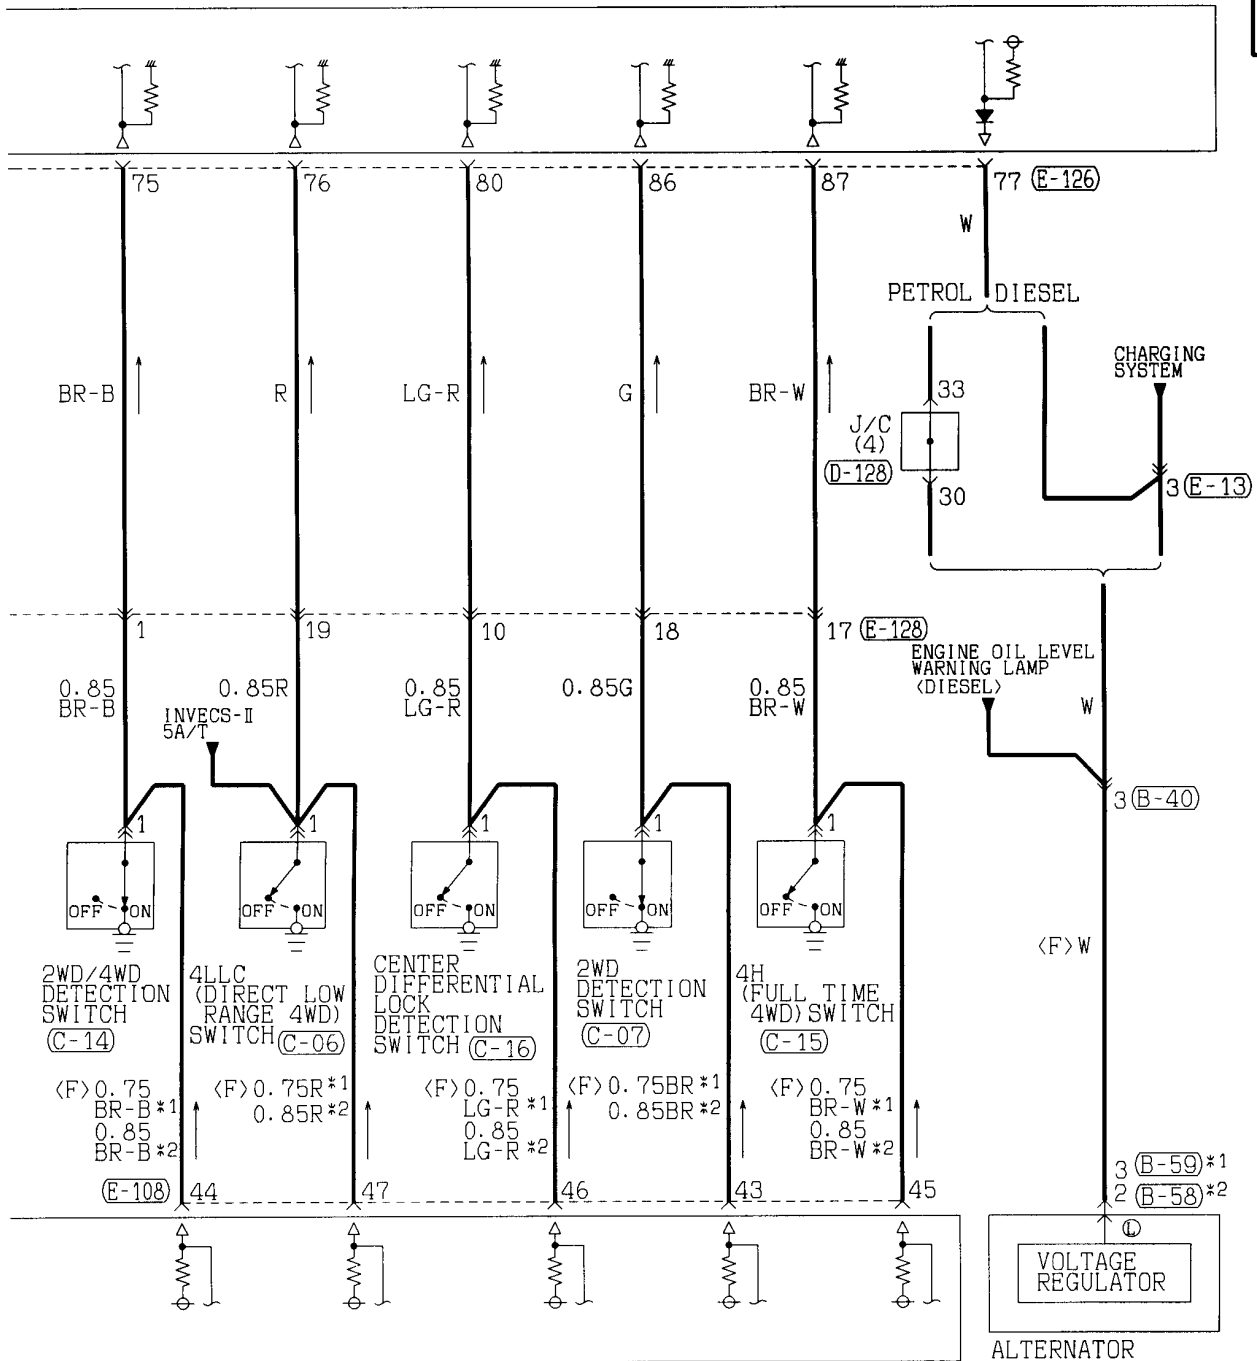 75 76 80 86 87 77 (E-126)
W
PETROL DIESEL
CHARGING
SYSTEM
BR-B R LG-R G BR-W
33
J/C
(4)
(D-128)
30
3 (E-13)
1 19 10 18 17 (E-128)
ENGINE OIL LEVEL
WARNING LAMP
<DIESEL>
0.85
BR-B
0.85R
0.85
LG-R
0.85G
0.85
BR-W
W
INVECS-II
5A/T
3 (B-40)
1 1 1 1 1
OFF ON OFF ON OFF ON OFF ON OFF ON
<F>W
2WD/4WD
DETECTION
SWITCH
(C-14)
4LLC
(DIRECT LOW
RANGE 4WD)
SWITCH (C-06)
CENTER
DIFFERENTIAL
LOCK
DETECTION
SWITCH (C-16)
2WD
DETECTION
SWITCH
(C-07)
4H
(FULL TIME
4WD) SWITCH
(C-15)
<F>0.75
BR-B*1
0.85
BR-B*2
<F>0.75R*1
0.85R*2
<F>0.75
LG-R*1
0.85
LG-R*2
<F>0.75BR*1
0.85BR*2
<F>0.75
BR-W*1
0.85
BR-W*2
3 (B-59)*1
2 (B-58)*2
(E-108) 44 47 46 43 45
L
VOLTAGE
REGULATOR
ALTERNATOR